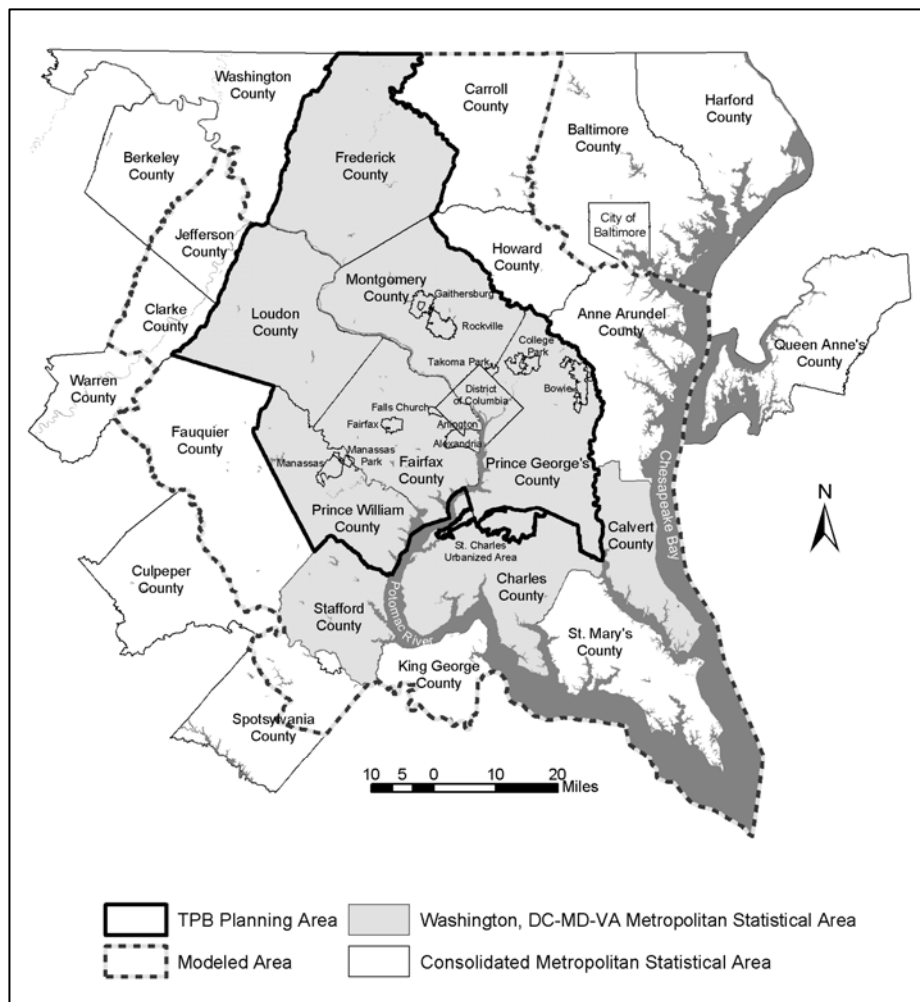 Washington
County
Carroll
County
Harford
County
Baltimore
County
Berkeley
County
Frederick
County
City of
Baltimore
Jefferson
County
Howard
County
Montgomery
County
Gaithersburg
Rockville
Clarke
County
Loudon
County
Anne Arundel
County
Queen Anne's
County
College
Park
Takoma Park
Warren
County
District
of Columbia
Bowie
Falls Church
Fairfax
Arlington
Alexandria
Fauquier
County
Manassas
Park
Manassas
Fairfax
County
Prince George's
County
Chesapeake Bay
N
Prince William
County
Calvert
County
St. Charles
Urbanized Area
Culpeper
County
Charles
County
Stafford
County
Potomac River
St. Mary's
County
King George
County
Spotsylvania
County
10 5 0 10 20
Miles
TPB Planning Area
Washington, DC-MD-VA Metropolitan Statistical Area
Modeled Area
Consolidated Metropolitan Statistical Area